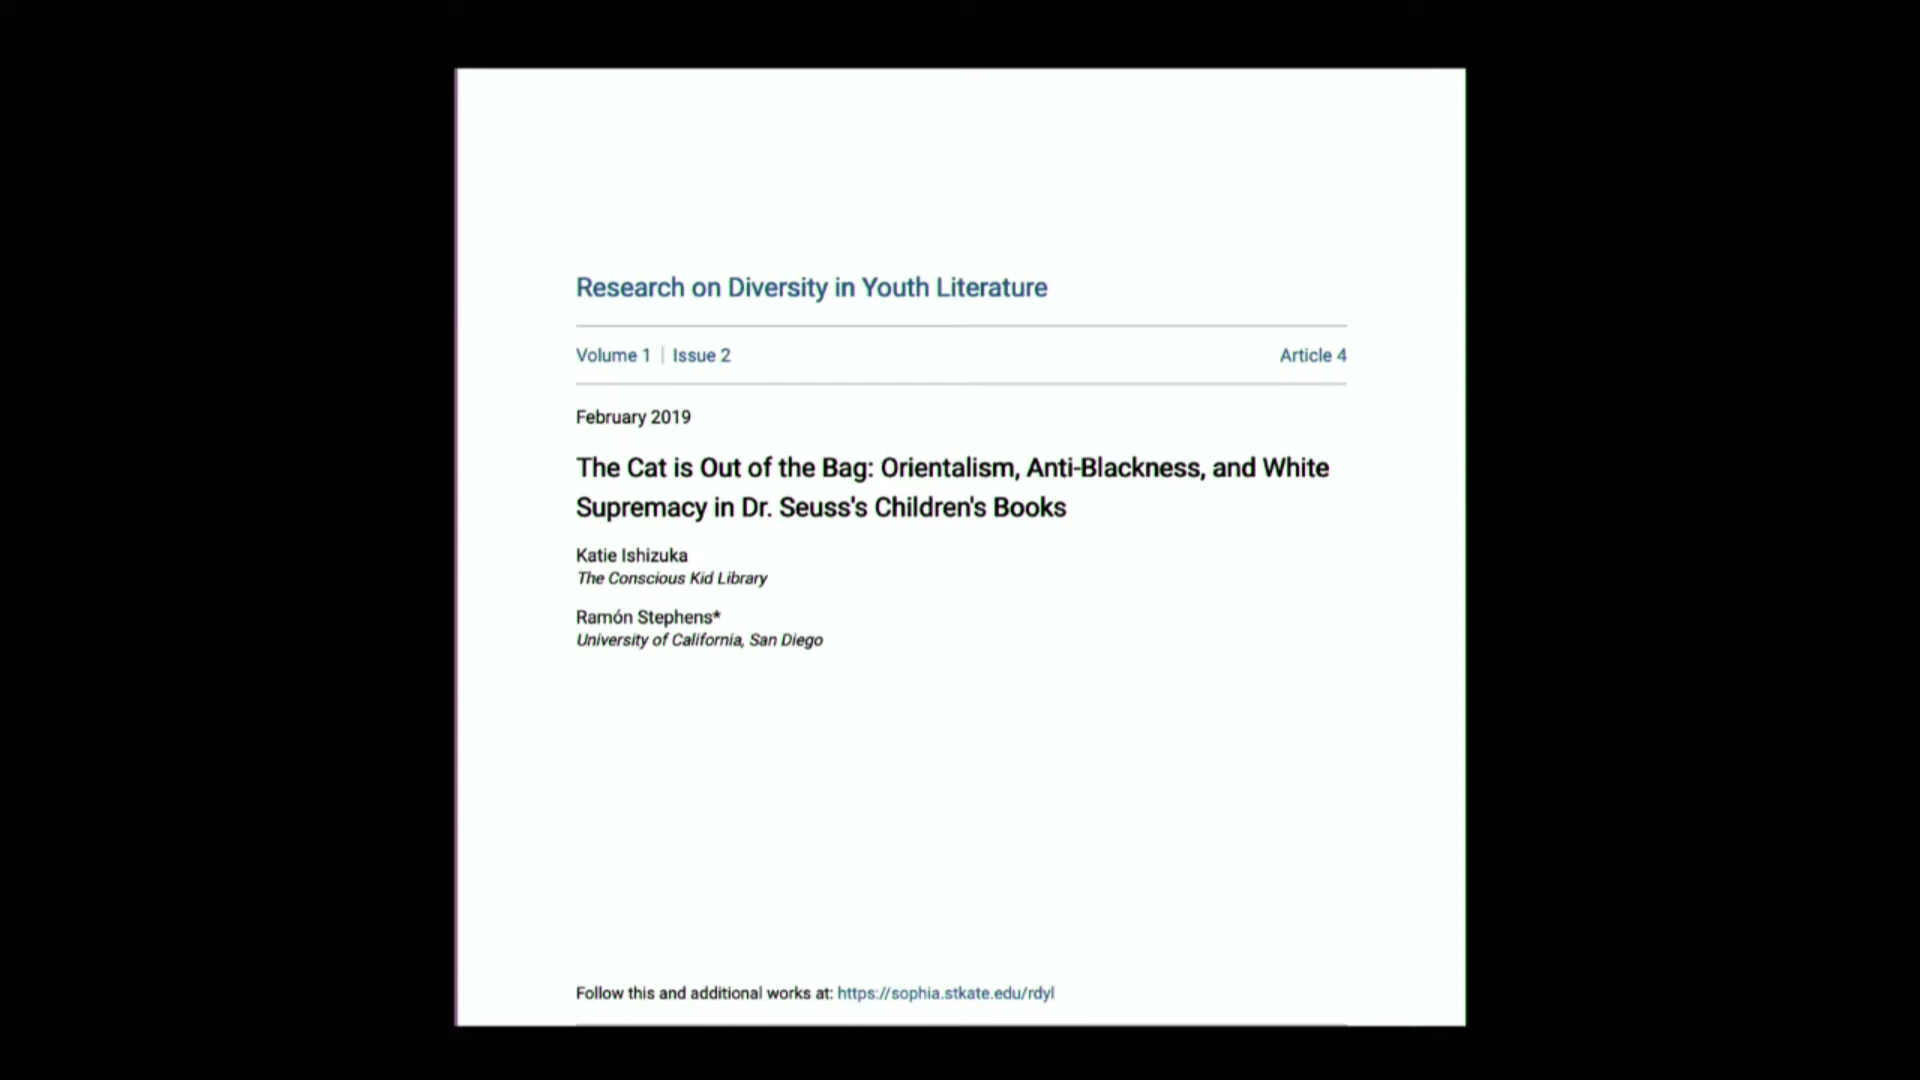 Research on Diversity in Youth Literature
Volume 1 | Issue 2 Article 4
February 2019
The Cat is Out of the Bag: Orientalism, Anti-Blackness, and White
Supremacy in Dr. Seuss's Children's Books
Katie Ishizuka
The Conscious Kid Library
Ramón Stephens*
University of California, San Diego
Follow this and additional works at: https://sophia.stkate.edu/rdyl